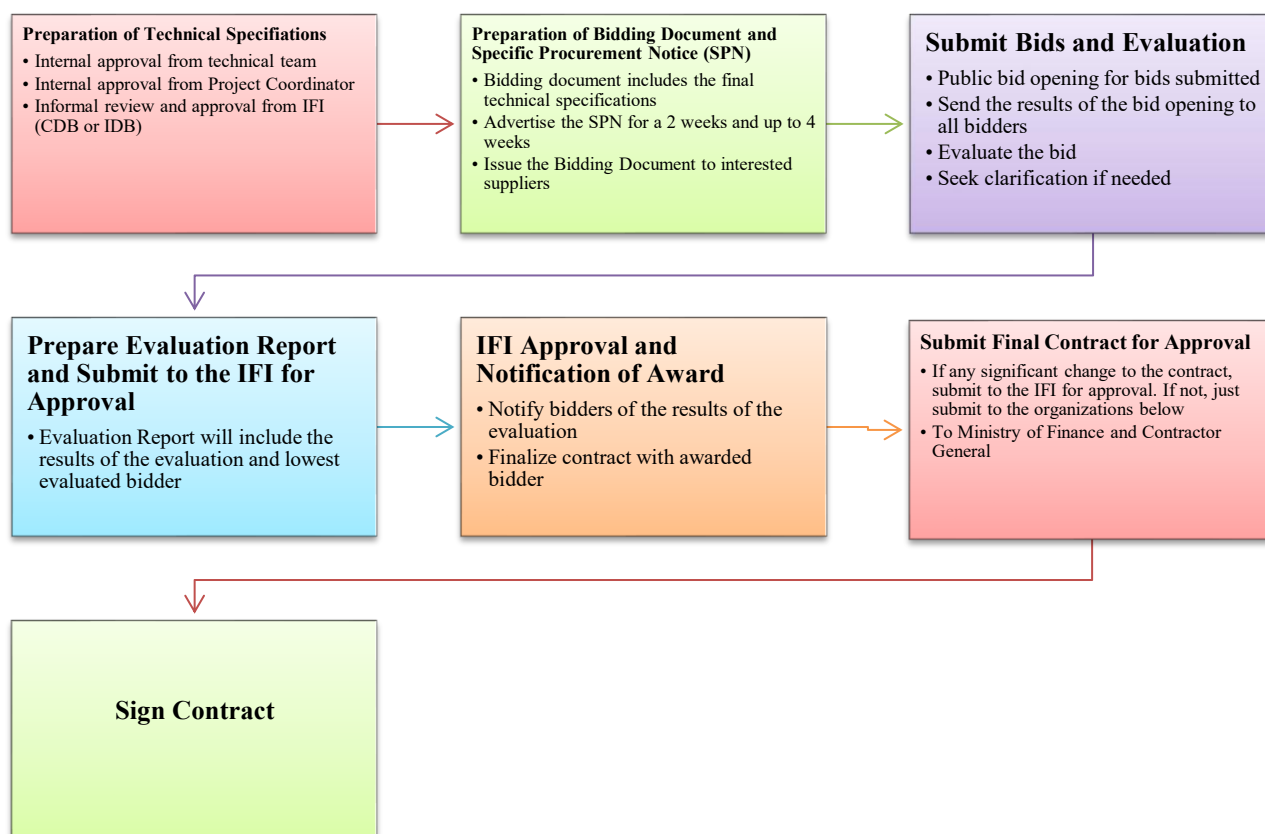 Preparation of Technical Specifiations
• Internal approval from technical team
• Internal approval from Project Coordinator
• Informal review and approval from IFI
(CDB or IDB)
Preparation of Bidding Document and
Specific Procurement Notice (SPN)
• Bidding document includes the final
technical specifications
• Advertise the SPN for a 2 weeks and up to 4
weeks
• Issue the Bidding Document to interested
suppliers
Submit Bids and Evaluation
• Public bid opening for bids submitted
• Send the results of the bid opening to
all bidders
• Evaluate the bid
• Seek clarification if needed
Prepare Evaluation Report
and Submit to the IFI for
Approval
• Evaluation Report will include the
results of the evaluation and lowest
evaluated bidder
IFI Approval and
Notification of Award
• Notify bidders of the results of the
evaluation
• Finalize contract with awarded
bidder
Submit Final Contract for Approval
• If any significant change to the contract,
submit to the IFI for approval. If not, just
submit to the organizations below
• To Ministry of Finance and Contractor
General
Sign Contract